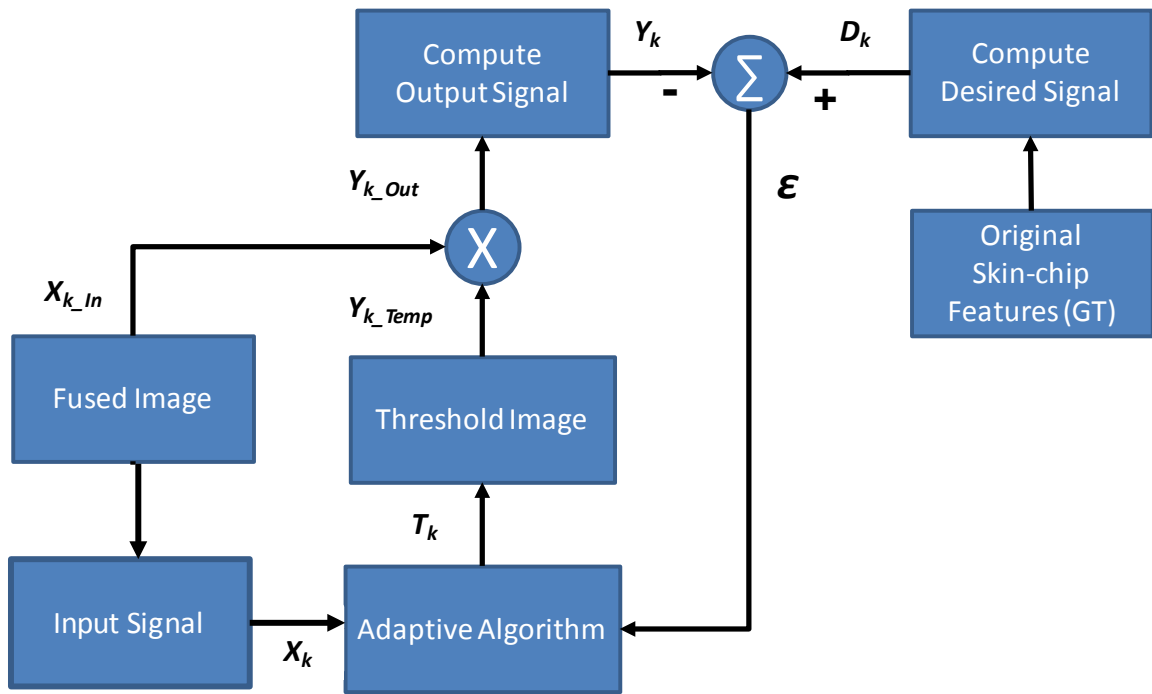 Compute
Output Signal
Y_k
∑
D_k
Compute
Desired Signal
-
+
ε
Y_k_Out
X
Original
Skin-chip
Features (GT)
X_k_In
Y_k_Temp
Fused Image
Threshold Image
T_k
Input Signal
X_k
Adaptive Algorithm